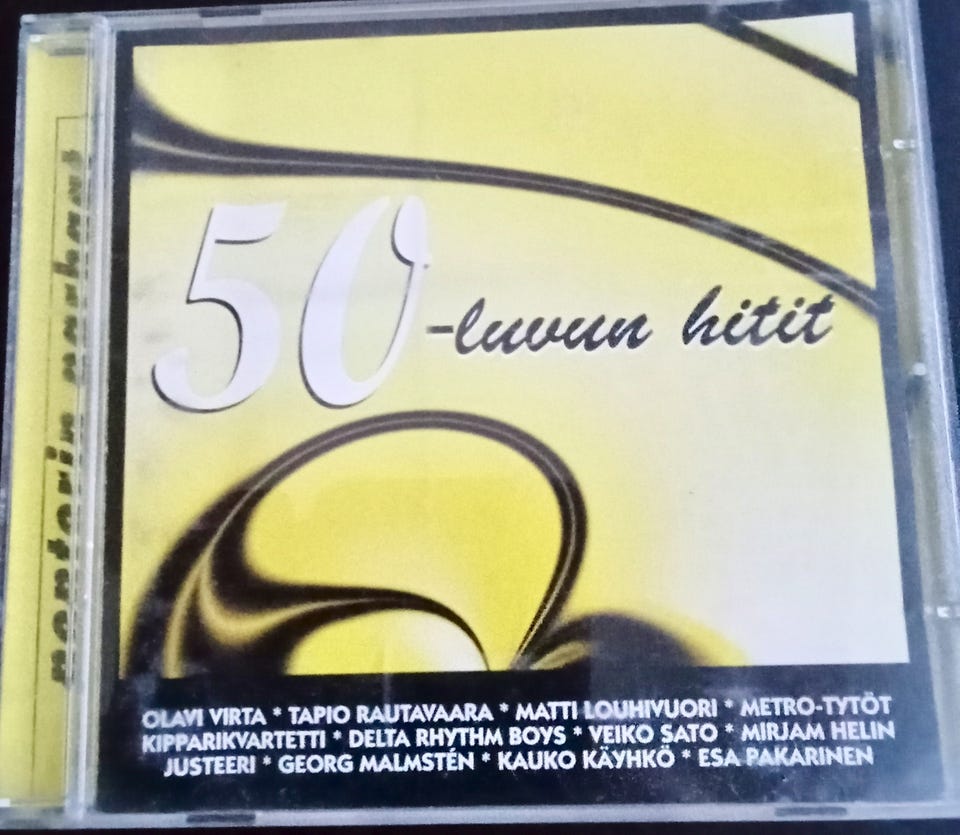 50-luvun hitit
OLAVI VIRTA * TAPIO RAUTAVAARA * MATTI LOUHIVUORI * METRO-TYTÖT
KIPPARIKVARTETTI * DELTA RHYTHM BOYS * VEIKO SATO * MIRJAM HELIN
JUSTEERI * GEORG MALMSTÉN * KAUKO KÄYHKÖ * ESA PAKARINEN